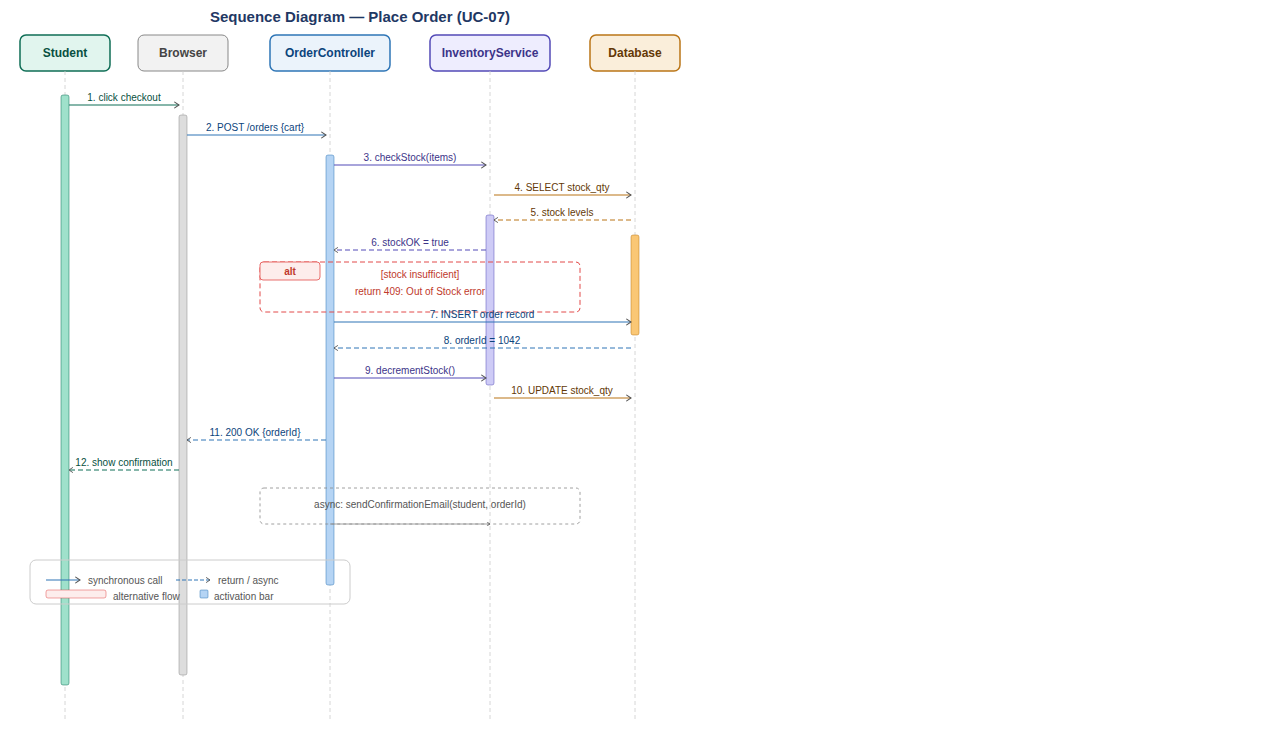 Sequence Diagram — Place Order (UC-07)
Student
Browser
OrderController
InventoryService
Database
1. click checkout
2. POST /orders {cart}
3. checkStock(items)
4. SELECT stock_qty
5. stock levels
6. stockOK = true
alt
[stock insufficient]
return 409: Out of Stock error
7. INSERT order record
8. orderId = 1042
9. decrementStock()
10. UPDATE stock_qty
11. 200 OK {orderId}
12. show confirmation
async: sendConfirmationEmail(student, orderId)
synchronous call
return / async
alternative flow
activation bar